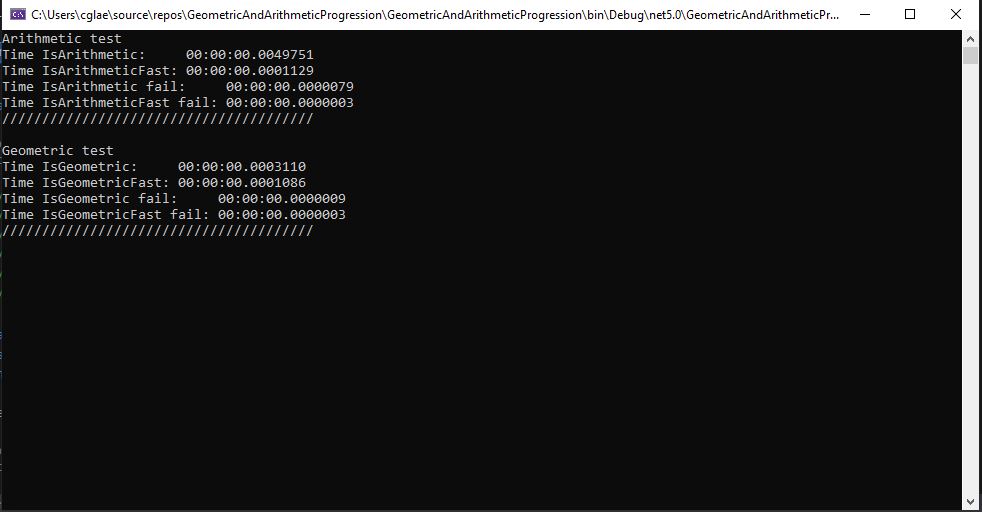 C:\Users\cglae\source\repos\GeometricAndArithmeticProgression\GeometricAndArithmeticProgression\bin\Debug\net5.0\GeometricAndArithmeticPr...
Arithmetic test
Time IsArithmetic:     00:00:00.0049751
Time IsArithmeticFast: 00:00:00.0001129
Time IsArithmetic fail:     00:00:00.0000079
Time IsArithmeticFast fail: 00:00:00.0000003
///////////////////////////////////////

Geometric test
Time IsGeometric:     00:00:00.0003110
Time IsGeometricFast: 00:00:00.0001086
Time IsGeometric fail:     00:00:00.0000009
Time IsGeometricFast fail: 00:00:00.0000003
///////////////////////////////////////